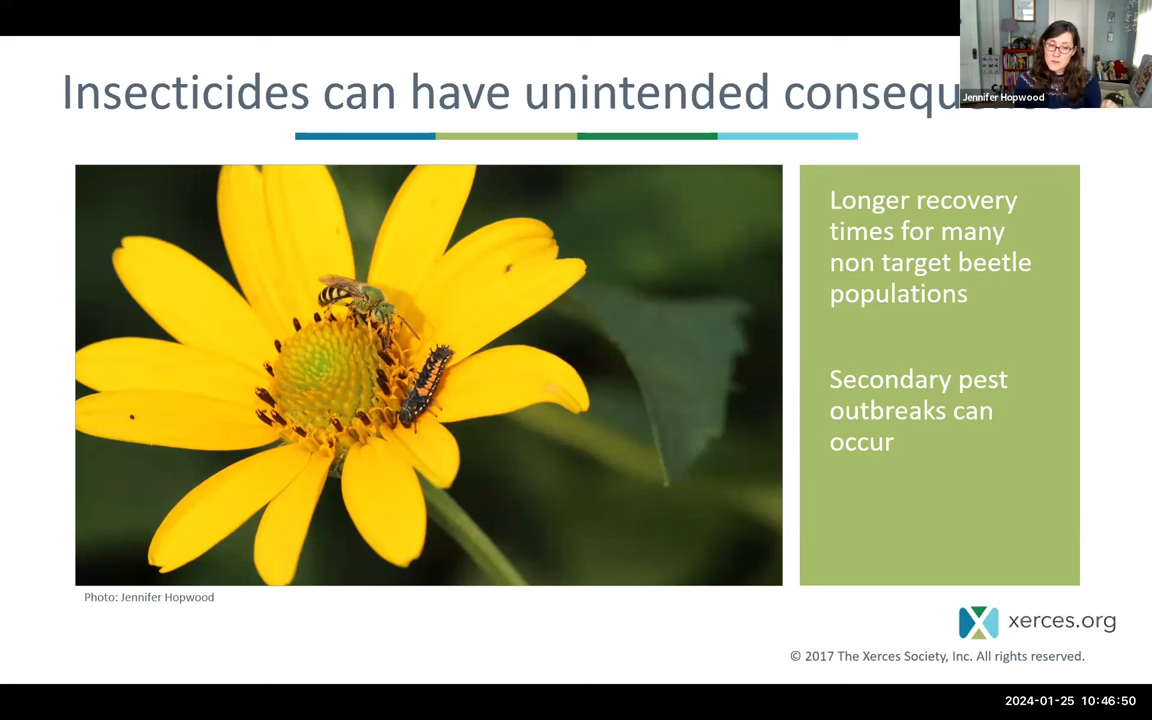 Insecticides can have unintended
Jennifer Hopwood
Longer recovery
times for many
non target beetle
populations
Secondary pest
outbreaks can
occur
Photo: Jennifer Hopwood
xerces.org
© 2017 The Xerces Society, Inc. All rights reserved.
2024-01-25 10:46:50